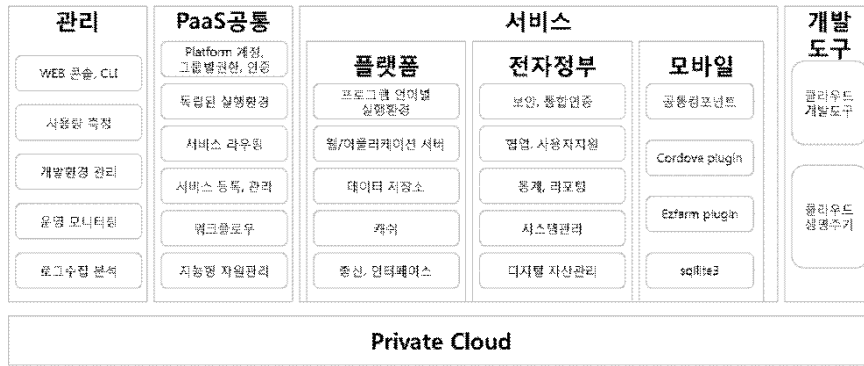 관리
WEB 콘솔, CLI
사용량 측정
개발환경 관리
운영 모니터링
로그수집 분석
PaaS공통
Platform 계정,
그룹별권한, 인증
독립된 실행환경
서비스 라우팅
서비스 등록, 관리
워크플로우
지능형 자원관리
서비스
플랫폼
프로그램 언어별
실행환경
웹/어플리케이션 서버
데이터 저장소
캐쉬
통신, 인터페이스
전자정부
보안, 통합인증
협업, 사용자지원
통계, 리포팅
시스템관리
디지털 자산관리
모바일
공통컴포넌트
Cordove plugin
Ezfarm plugin
sqllite3
개발
도구
클라우드
개발도구
클라우드
생명주기
Private Cloud